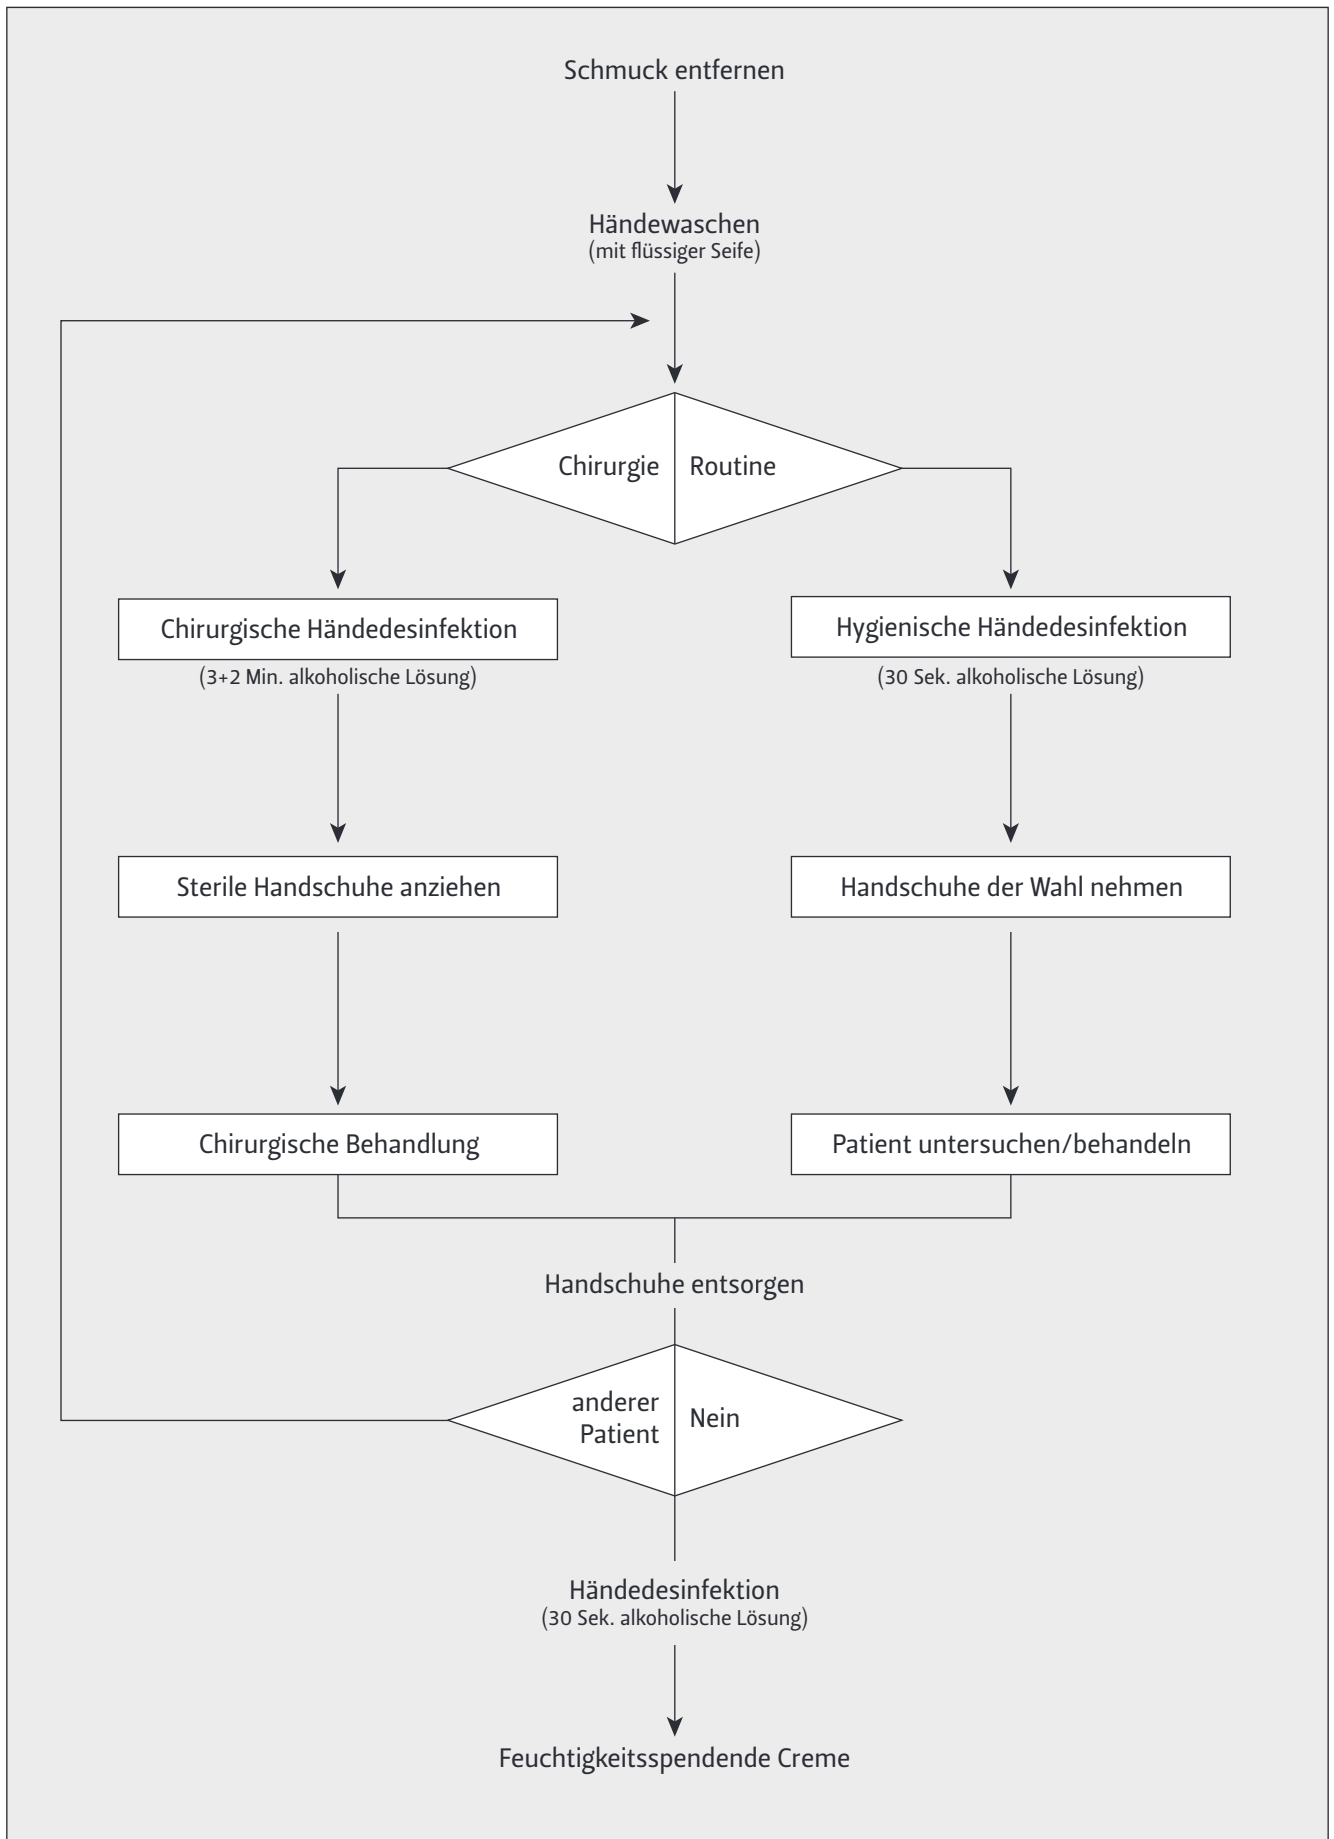 Schmuck entfernen
Händewaschen
(mit flüssiger Seife)
Chirurgie
Routine
Chirurgische Händedesinfektion
(3+2 Min. alkoholische Lösung)
Hygienische Händedesinfektion
(30 Sek. alkoholische Lösung)
Sterile Handschuhe anziehen
Handschuhe der Wahl nehmen
Chirurgische Behandlung
Patient untersuchen/behandeln
Handschuhe entsorgen
anderer
Patient
Nein
Händedesinfektion
(30 Sek. alkoholische Lösung)
Feuchtigkeitsspendende Creme